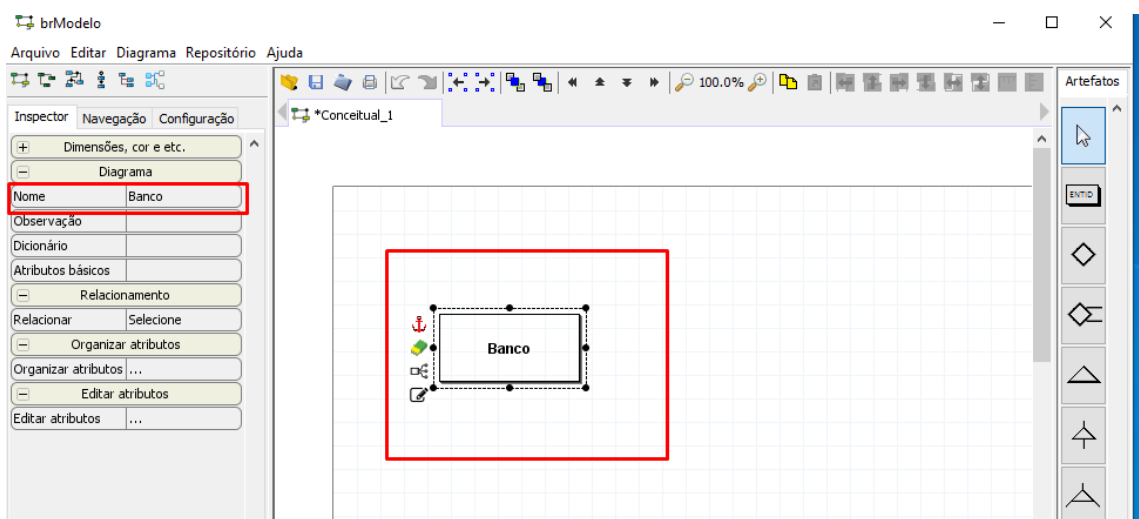 brModelo
Arquivo Editar Diagrama Repositório Ajuda
100.0%
Artefatos
Inspector Navegação Configuração
*Conceitual_1
Dimensões, cor e etc.
Diagrama
Nome Banco
Observação
Dicionário
Atributos básicos
Relacionamento
Relacionar Selecione
Organizar atributos
Organizar atributos ...
Editar atributos
Editar atributos ...
ENTID
Banco